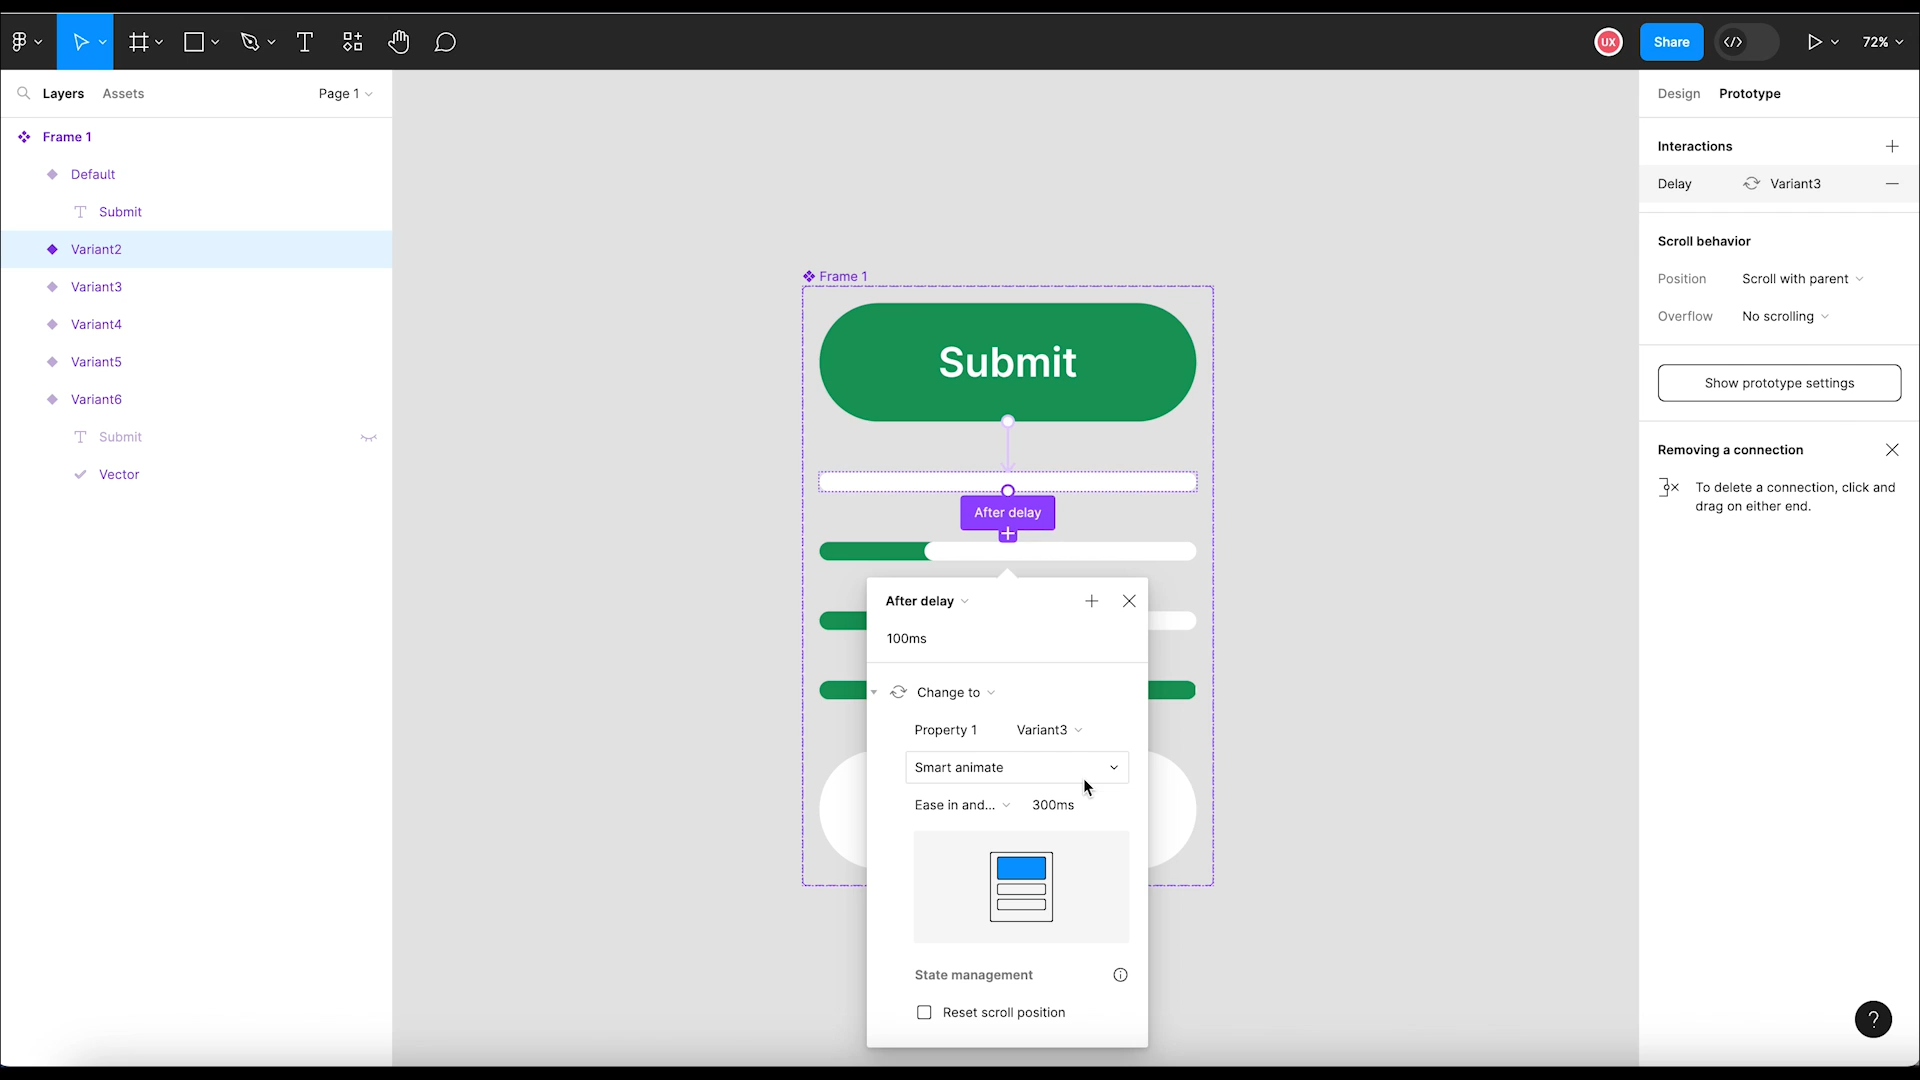 UX
Share
72%
Layers
Assets
Page 1
Frame 1
Default
Submit
Variant2
Variant3
Variant4
Variant5
Variant6
Submit
Vector
Frame 1
Submit
After delay
After delay
100ms
Change to
Property 1 Variant3
Smart animate
Ease in and... 300ms
State management
Reset scroll position
Design
Prototype
Interactions
Delay Variant3
Scroll behavior
Position Scroll with parent
Overflow No scrolling
Show prototype settings
Removing a connection
To delete a connection, click and
drag on either end.
?